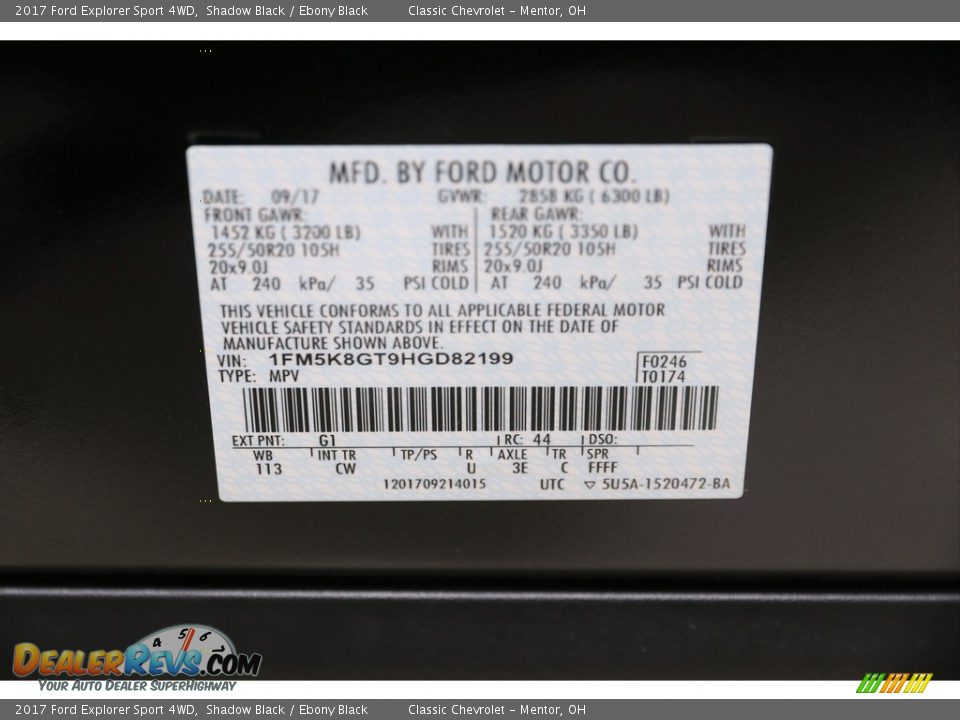 2017 Ford Explorer Sport 4WD, Shadow Black / Ebony Black Classic Chevrolet - Mentor, OH
MFD. BY FORD MOTOR CO.
DATE: 09/17 GVWR: 2858 KG ( 6300 LB)
FRONT GAWR: REAR GAWR:
1452 KG ( 3200 LB) WITH 1520 KG ( 3350 LB) WITH
255/50R20 105H TIRES 255/50R20 105H TIRES
20x9.0J RIMS 20x9.0J RIMS
AT 240 kPa/ 35 PSI COLD AT 240 kPa/ 35 PSI COLD
THIS VEHICLE CONFORMS TO ALL APPLICABLE FEDERAL MOTOR
VEHICLE SAFETY STANDARDS IN EFFECT ON THE DATE OF
MANUFACTURE SHOWN ABOVE.
VIN: 1FM5K8GT9HGD82199 F0246
TYPE: MPV T0174
EXT PNT: G1 RC: 44 DSO:
WB INT TR TP/PS R AXLE TR SPR
113 CW U 3E C FFFF
1201709214015 UTC ▽ 5U5A-1520472-BA
4 5 6
DEALERREVS.COM
YOUR AUTO DEALER SUPERHIGHWAY
2017 Ford Explorer Sport 4WD, Shadow Black / Ebony Black Classic Chevrolet - Mentor, OH